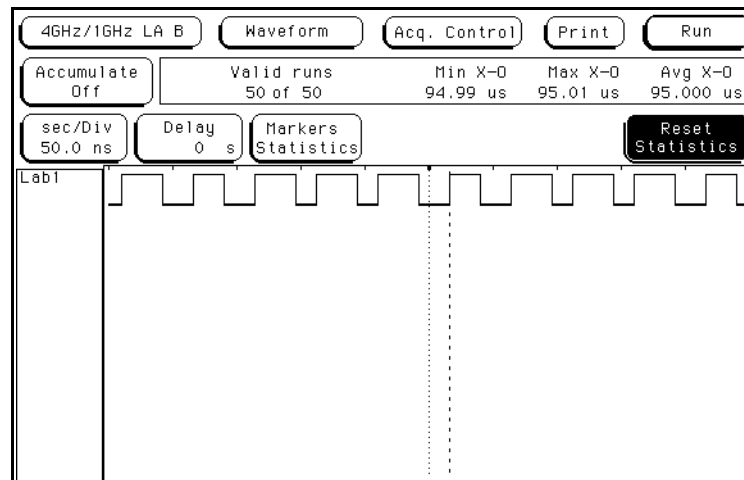 4GHz/1GHz LA B Waveform Acq. Control Print Run
Accumulate Valid runs Min X-O Max X-O Avg X-O
Off 50 of 50 94.99 us 95.01 us 95.000 us
sec/Div Delay Markers Reset
50.0 ns 0 s Statistics Statistics
Lab1